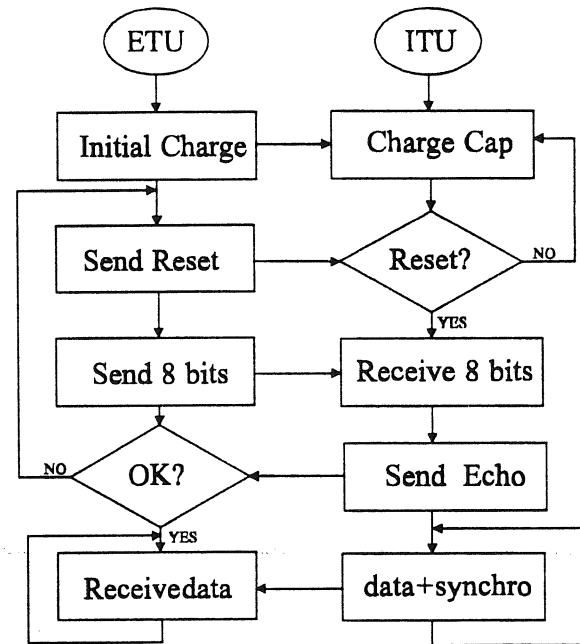 ETU ITU
Initial Charge Charge Cap
Send Reset Reset? NO
YES
Send 8 bits Receive 8 bits
NO OK? Send Echo
YES
Receivedata data+synchro